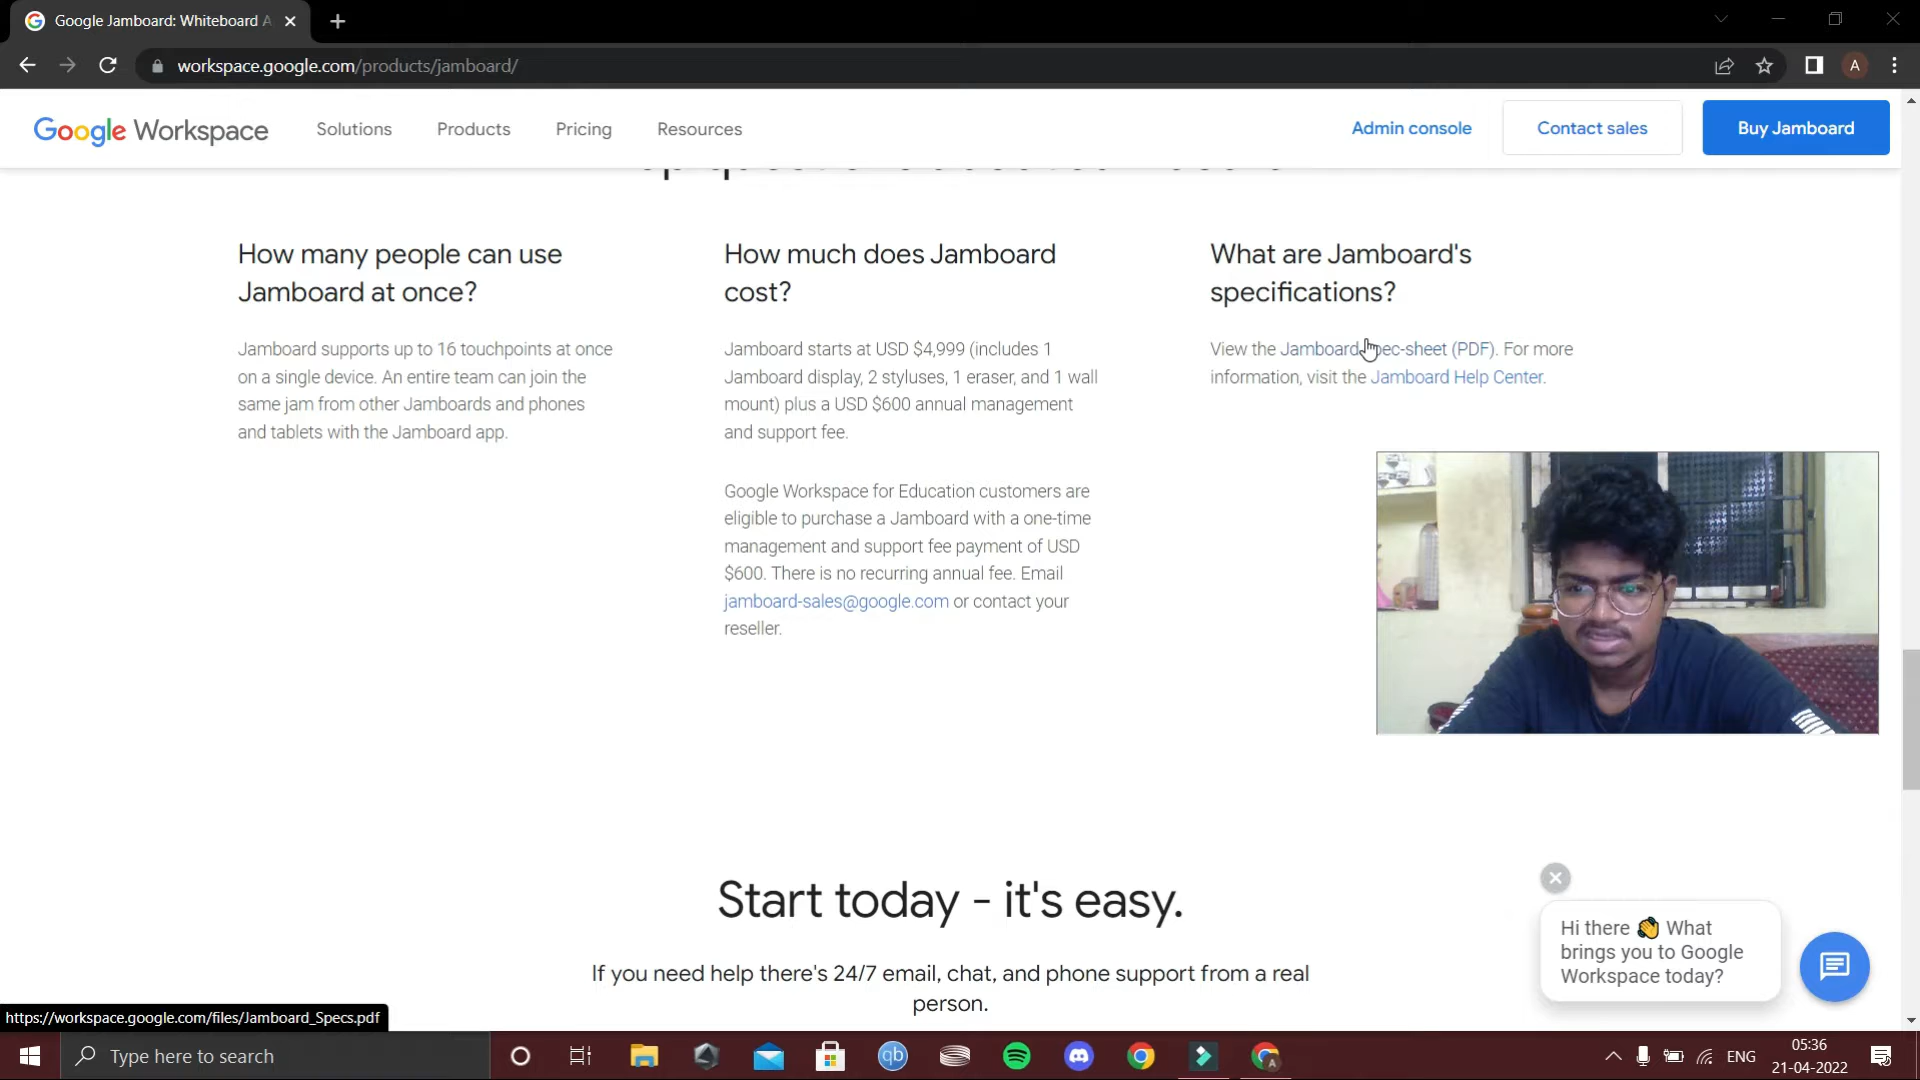 Google Jamboard: Whiteboard A
workspace.google.com/products/jamboard/
A
Google Workspace
Solutions
Products
Pricing
Resources
Admin console
Contact sales
Buy Jamboard
How many people can use
Jamboard at once?
Jamboard supports up to 16 touchpoints at once
on a single device. An entire team can join the
same jam from other Jamboards and phones
and tablets with the Jamboard app.
How much does Jamboard
cost?
Jamboard starts at USD $4,999 (includes 1
Jamboard display, 2 styluses, 1 eraser, and 1 wall
mount) plus a USD $600 annual management
and support fee.
Google Workspace for Education customers are
eligible to purchase a Jamboard with a one-time
management and support fee payment of USD
$600. There is no recurring annual fee. Email
jamboard-sales@google.com or contact your
reseller.
What are Jamboard's
specifications?
View the Jamboard spec-sheet (PDF). For more
information, visit the Jamboard Help Center.
Start today - it's easy.
If you need help there's 24/7 email, chat, and phone support from a real
person.
Hi there 👋 What
brings you to Google
Workspace today?
https://workspace.google.com/files/Jamboard_Specs.pdf
Type here to search
qb
A
ENG
05:36
21-04-2022